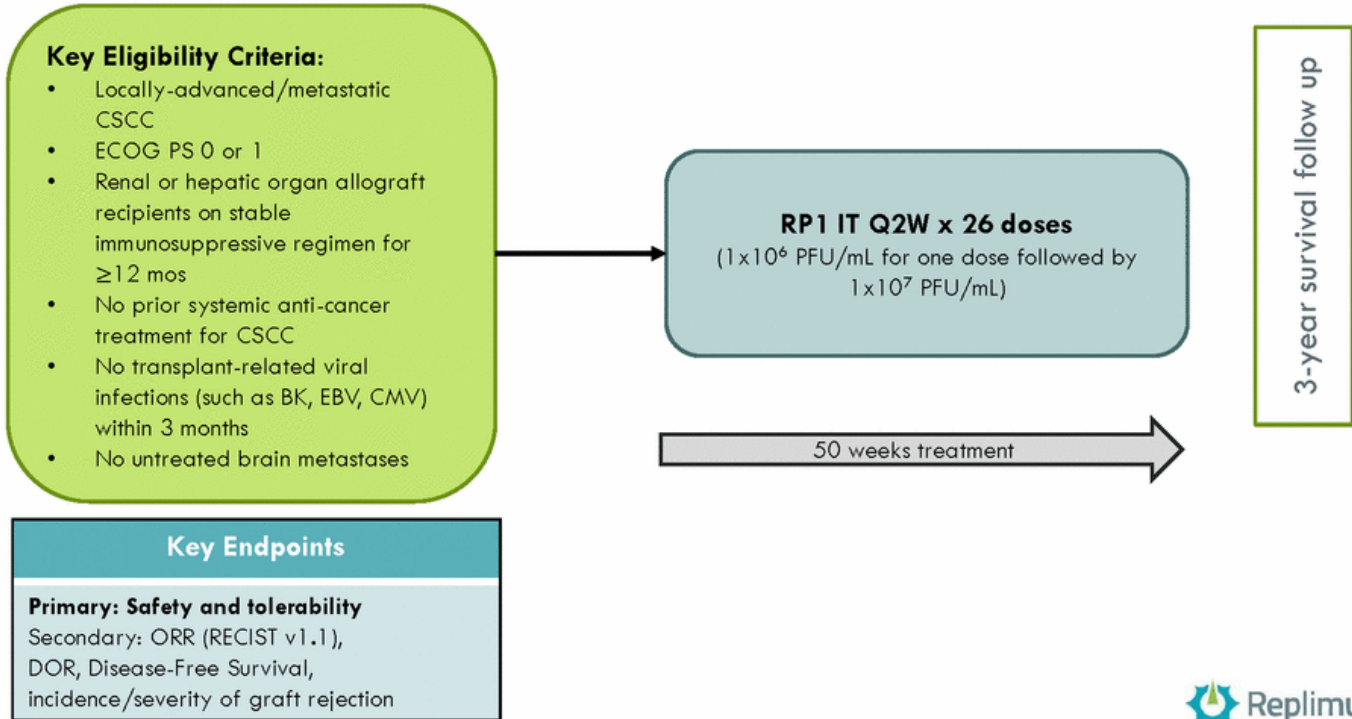 Key Eligibility Criteria:
• Locally-advanced/metastatic
CSCC
• ECOG PS 0 or 1
• Renal or hepatic organ allograft
recipients on stable
immunosuppressive regimen for
≥12 mos
• No prior systemic anti-cancer
treatment for CSCC
• No transplant-related viral
infections (such as BK, EBV, CMV)
within 3 months
• No untreated brain metastases
RP1 IT Q2W x 26 doses
(1x10⁶ PFU/mL for one dose followed by
1x10⁷ PFU/mL)
50 weeks treatment
3-year survival follow up
Key Endpoints
Primary: Safety and tolerability
Secondary: ORR (RECIST v1.1),
DOR, Disease-Free Survival,
incidence/severity of graft rejection
Replimu